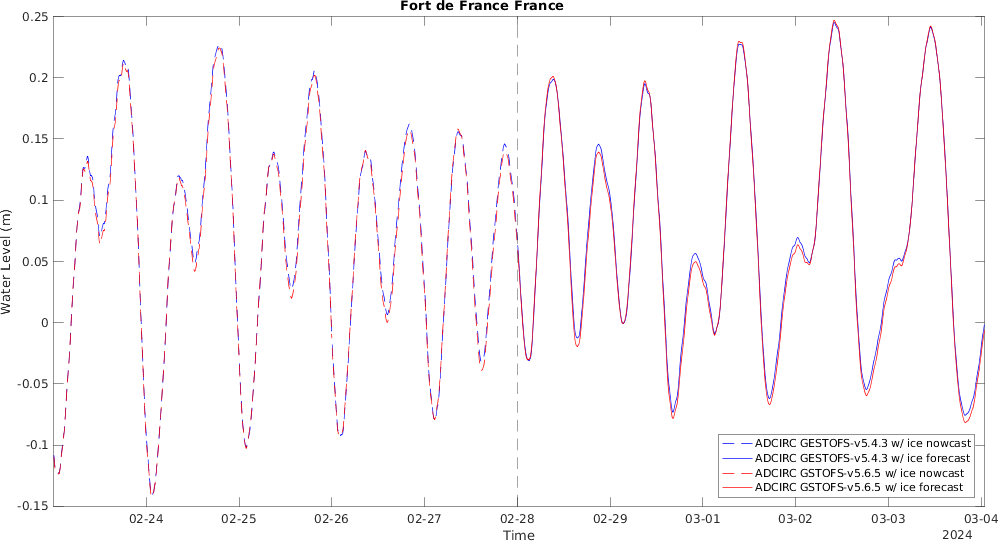 Fort de France France
0.25
0.2
0.15
0.1
0.05
0
-0.05
-0.1
-0.15
Water Level (m)
ADCIRC GESTOFS-v5.4.3 w/ ice nowcast
ADCIRC GESTOFS-v5.4.3 w/ ice forecast
ADCIRC GSTOFS-v5.6.5 w/ ice nowcast
ADCIRC GSTOFS-v5.6.5 w/ ice forecast
02-24 02-25 02-26 02-27 02-28 02-29 03-01 03-02 03-03 03-04
Time
2024